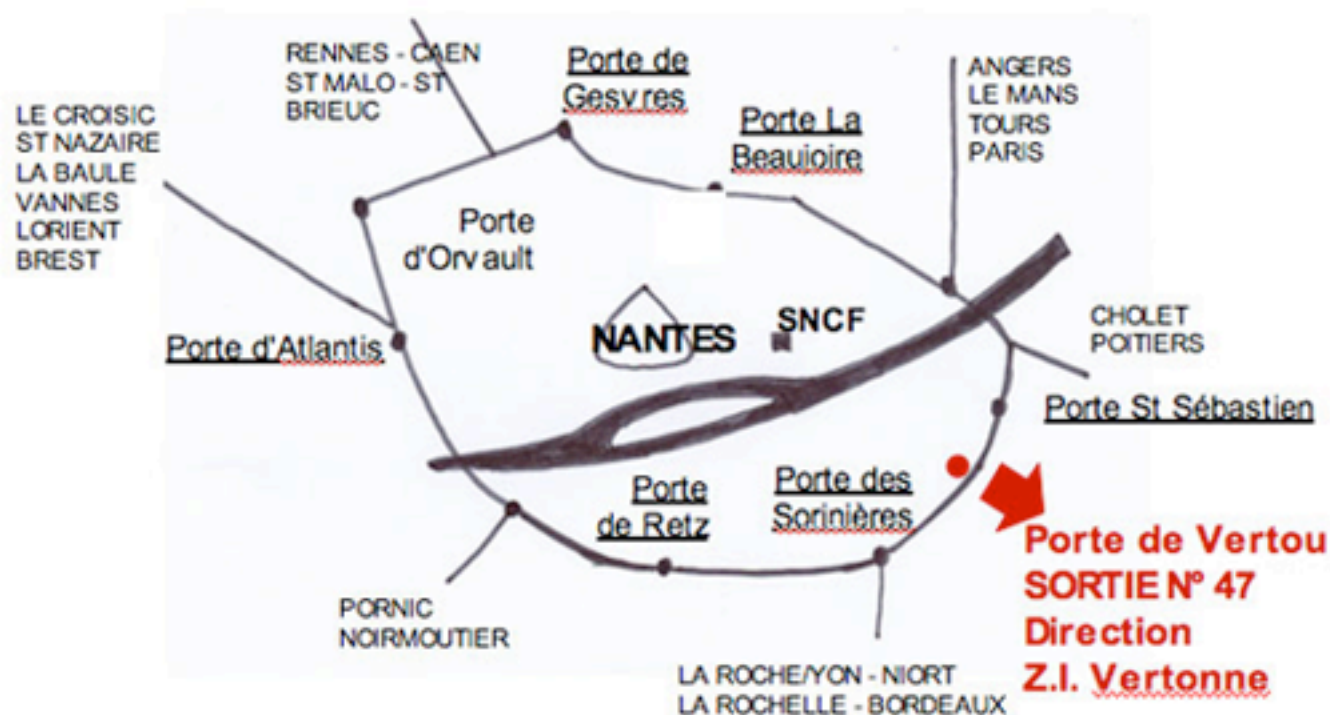 RENNES - CAEN
ST MALO - ST
BRIEUC
Porte de
Gesvres
ANGERS
LE MANS
TOURS
PARIS
LE CROISIC
ST NAZAIRE
LA BAULE
VANNES
LORIENT
BREST
Porte La
Beaujoire
Porte
d'Orvault
NANTES
SNCF
CHOLET
POITIERS
Porte d'Atlantis
Porte St Sébastien
Porte
de Retz
Porte des
Sorinières
Porte de Vertou
SORTIE N° 47
Direction
Z.I. Vertonne
PORNIC
NOIRMOUTIER
LA ROCHE/YON - NIORT
LA ROCHELLE - BORDEAUX